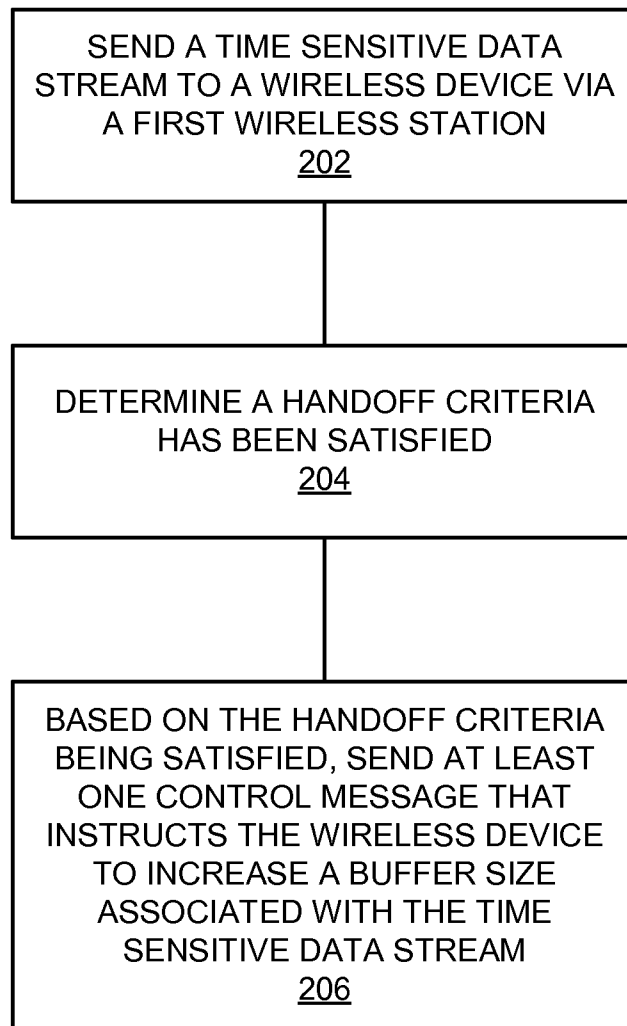 SEND A TIME SENSITIVE DATA
STREAM TO A WIRELESS DEVICE VIA
A FIRST WIRELESS STATION
202
DETERMINE A HANDOFF CRITERIA
HAS BEEN SATISFIED
204
BASED ON THE HANDOFF CRITERIA
BEING SATISFIED, SEND AT LEAST
ONE CONTROL MESSAGE THAT
INSTRUCTS THE WIRELESS DEVICE
TO INCREASE A BUFFER SIZE
ASSOCIATED WITH THE TIME
SENSITIVE DATA STREAM
206